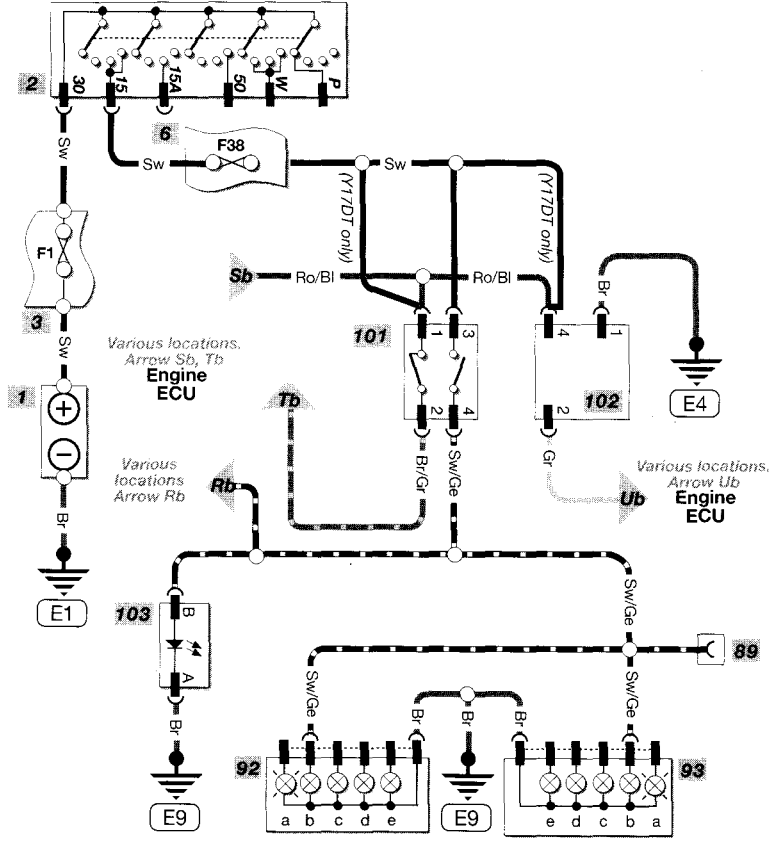 2
30
15
15A
50
W
P
6
F38
Sw
Sw
(Y17DT only)
(Y17DT only)
Sw
F1
3
Sw
Sb
Ro/Bl
Ro/Bl
Br
101
1
3
2
4
4
1
102
2
E4
Various locations.
Arrow Sb, Tb
Engine
ECU
1
Tb
Br/Gr
Sw/Ge
Gr
Various
locations
Arrow Rb
Rb
Ub
Various locations.
Arrow Ub
Engine
ECU
Br
E1
103
B
A
Br
E9
Sw/Ge
89
Sw/Ge
Sw/Ge
Br
Br
Br
92
a b c d e
E9
93
e d c b a